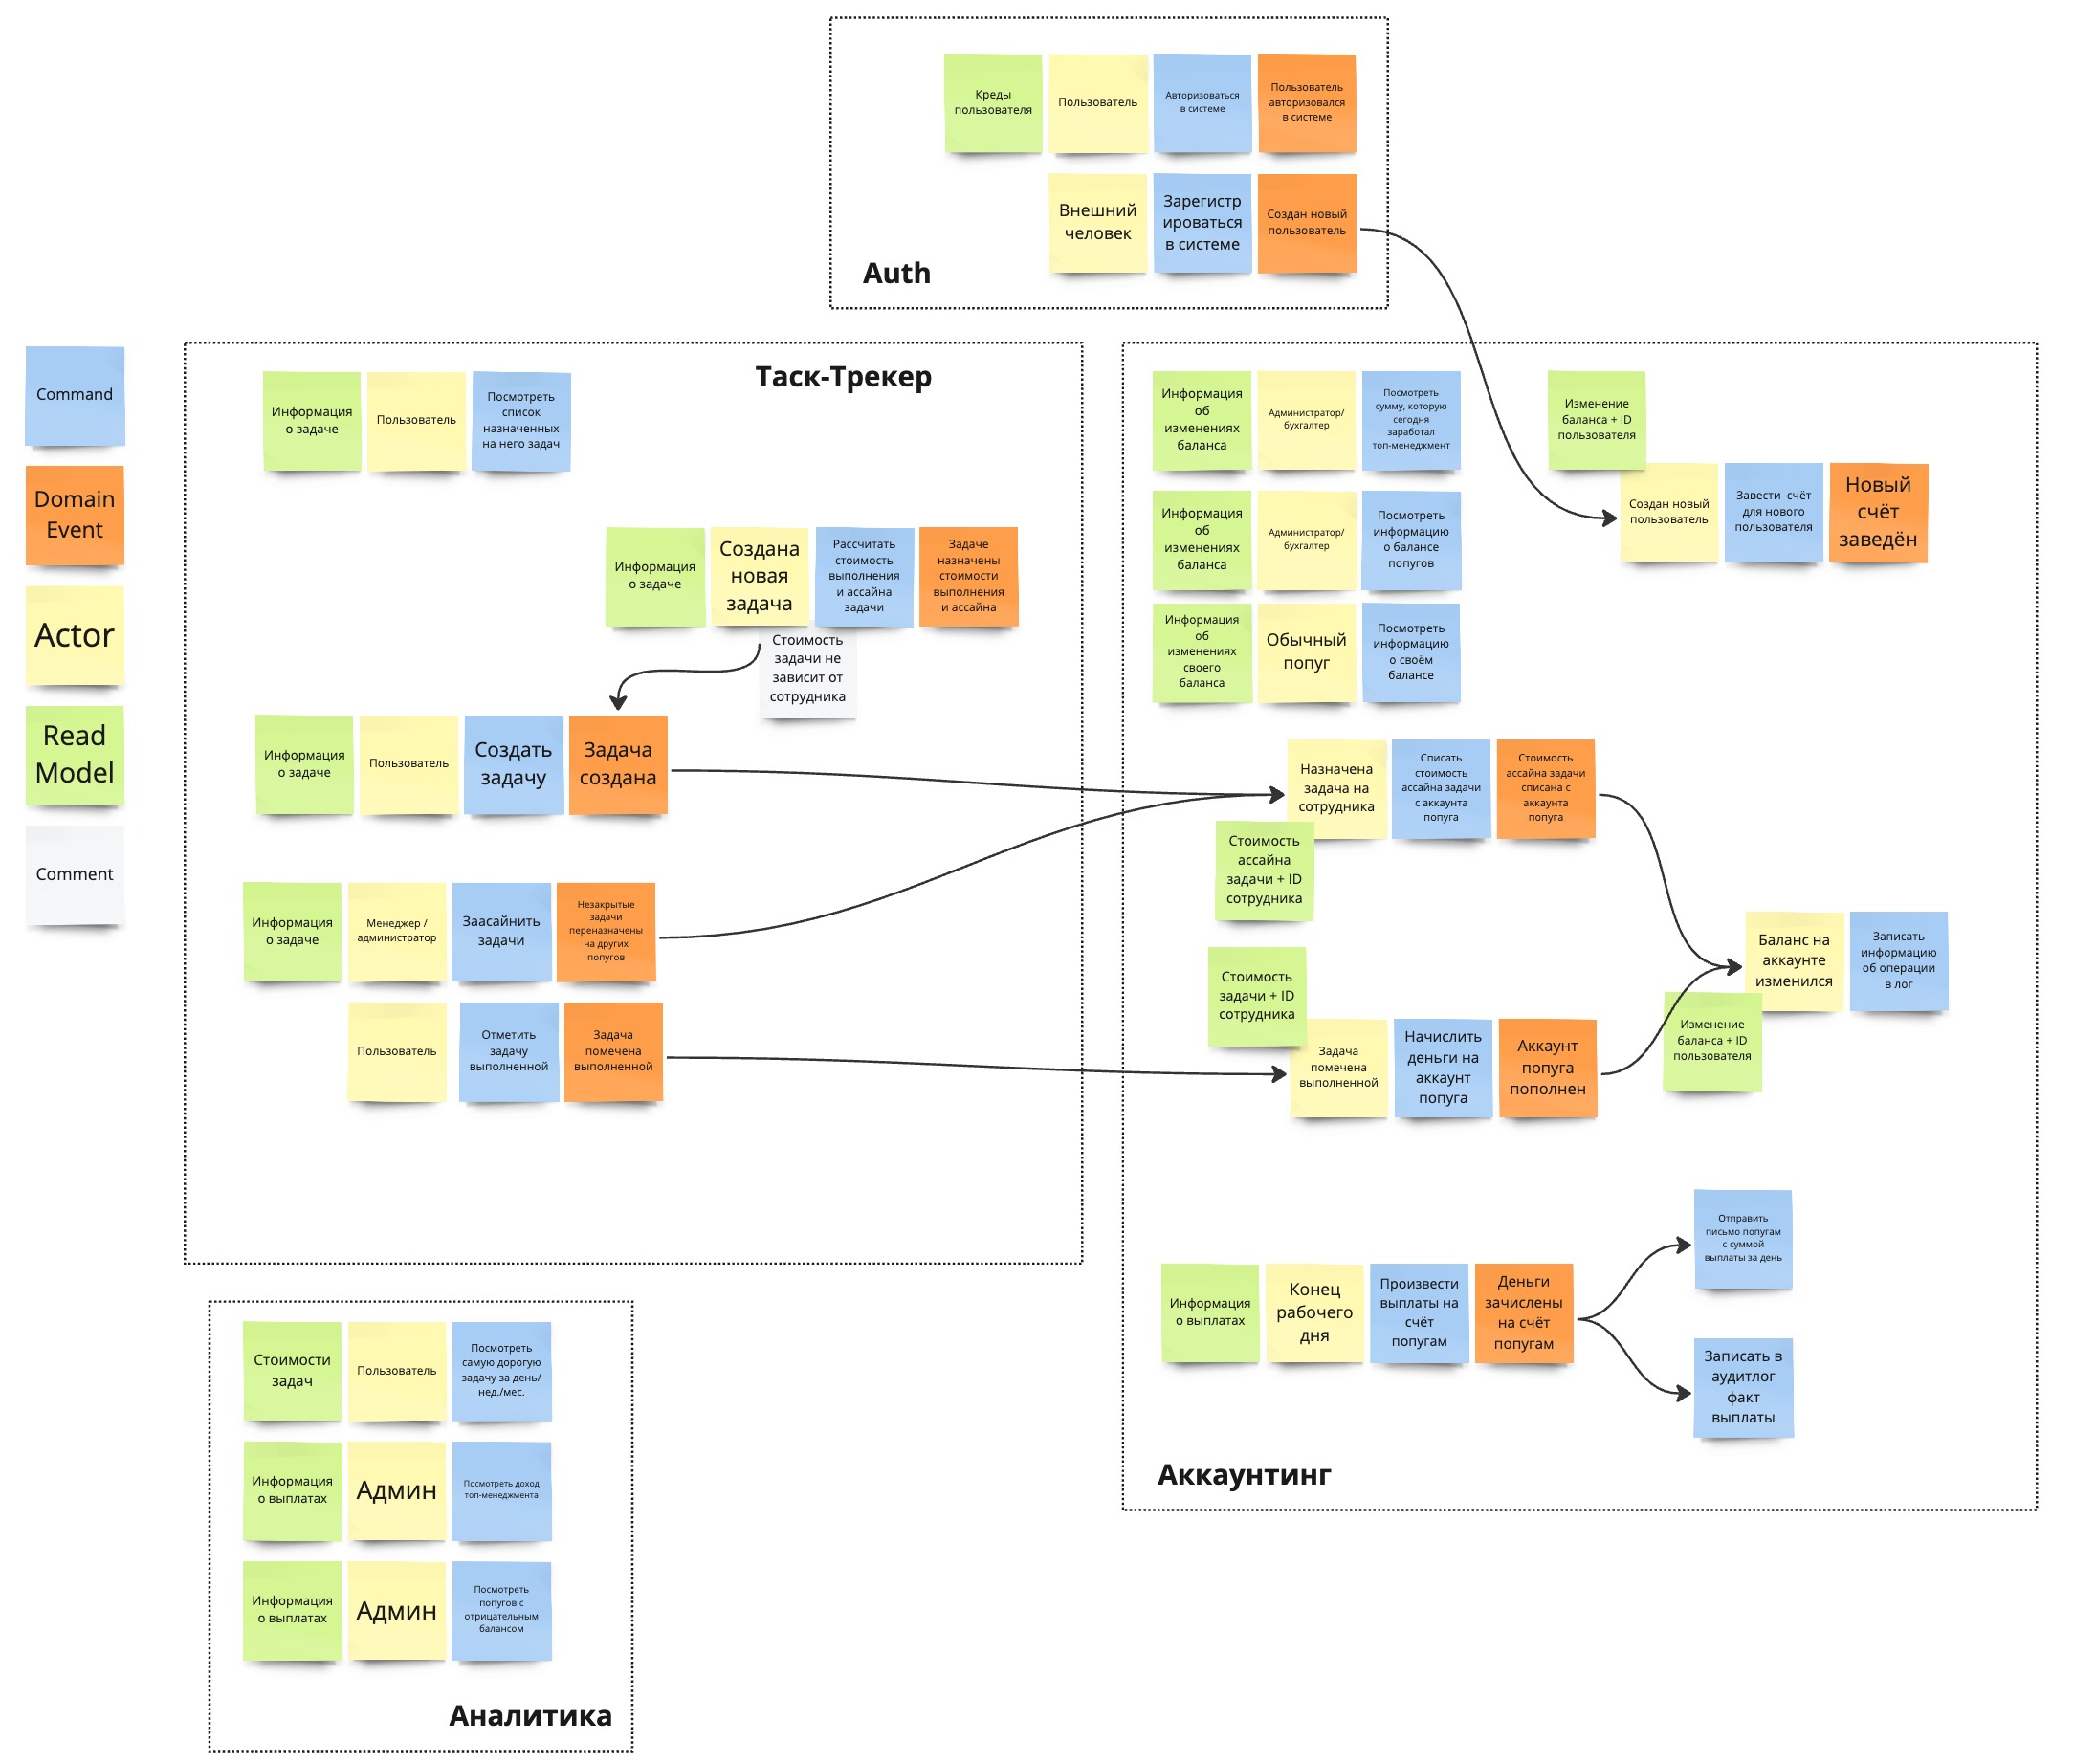 Креды
пользователя
Пользователь
Авторизоваться
в системе
Пользователь
авторизовался
в системе
Внешний
человек
Зарегистр
ироваться
в системе
Создан новый
пользователь
Auth
Command
Domain
Event
Actor
Read
Model
Comment
Таск-Трекер
Информация
о задаче
Пользователь
Посмотреть
список
назначенных
на него задач
Информация
о задаче
Создана
новая
задача
Рассчитать
стоимость
выполнения
и ассайна
задачи
Задаче
назначены
стоимости
выполнения
и ассайна
Стоимость
задачи не
зависит от
сотрудника
Информация
о задаче
Пользователь
Создать
задачу
Задача
создана
Информация
о задаче
Менеджер /
администратор
Заасайнить
задачи
Незакрытые
задачи
переназначены
на других
попугов
Пользователь
Отметить
задачу
выполненной
Задача
помечена
выполненной
Информация
об
изменениях
баланса
Администратор/
бухгалтер
Посмотреть
сумму, которую
сегодня
заработал
топ-менеджмент
Изменение
баланса + ID
пользователя
Создан новый
пользователь
Завести счёт
для нового
пользователя
Новый
счёт
заведён
Информация
об
изменениях
баланса
Администратор/
бухгалтер
Посмотреть
информацию
о балансе
попугов
Информация
об
изменениях
своего
баланса
Обычный
попуг
Посмотреть
информацию
о своём
балансе
Назначена
задача на
сотрудника
Списать
стоимость
ассайна задачи
с аккаунта
попуга
Стоимость
ассайна задачи
списана с
аккаунта
попуга
Стоимость
ассайна
задачи + ID
сотрудника
Баланс на
аккаунте
изменился
Записать
информацию
об операции
в лог
Изменение
баланса + ID
пользователя
Стоимость
задачи + ID
сотрудника
Задача
помечена
выполненной
Начислить
деньги на
аккаунт
попуга
Аккаунт
попуга
пополнен
Информация
о выплатах
Конец
рабочего
дня
Произвести
выплаты на
счёт
попугам
Деньги
зачислены
на счёт
попугам
Отправить
письмо попугам
с суммой
выплаты за день
Записать в
аудитлог
факт
выплаты
Аккаунтинг
Стоимости
задач
Пользователь
Посмотреть
самую дорогую
задачу за день/
нед./мес.
Информация
о выплатах
Админ
Посмотреть доход
топ-менеджмента
Информация
о выплатах
Админ
Посмотреть
попугов с
отрицательным
балансом
Аналитика